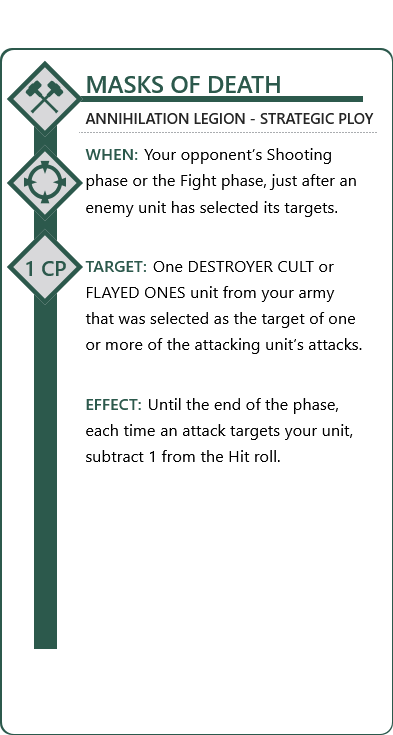 MASKS OF DEATH
ANNIHILATION LEGION - STRATEGIC PLOY
WHEN: Your opponent’s Shooting
phase or the Fight phase, just after an
enemy unit has selected its targets.
1 CP
TARGET: One DESTROYER CULT or
FLAYED ONES unit from your army
that was selected as the target of one
or more of the attacking unit’s attacks.
EFFECT: Until the end of the phase,
each time an attack targets your unit,
subtract 1 from the Hit roll.